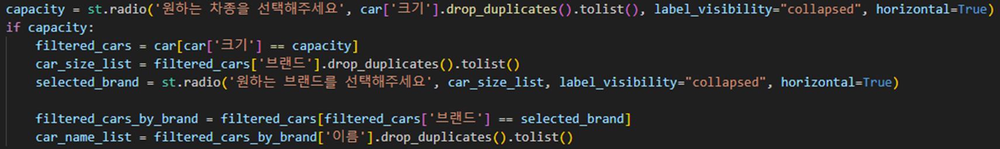 capacity = st.radio('원하는 차종을 선택해주세요', car['크기'].drop_duplicates().tolist(), label_visibility="collapsed", horizontal=True)
if capacity:
    filtered_cars = car[car['크기'] == capacity]
    car_size_list = filtered_cars['브랜드'].drop_duplicates().tolist()
    selected_brand = st.radio('원하는 브랜드를 선택해주세요', car_size_list, label_visibility="collapsed", horizontal=True)
    filtered_cars_by_brand = filtered_cars[filtered_cars['브랜드'] == selected_brand]
    car_name_list = filtered_cars_by_brand['이름'].drop_duplicates().tolist()